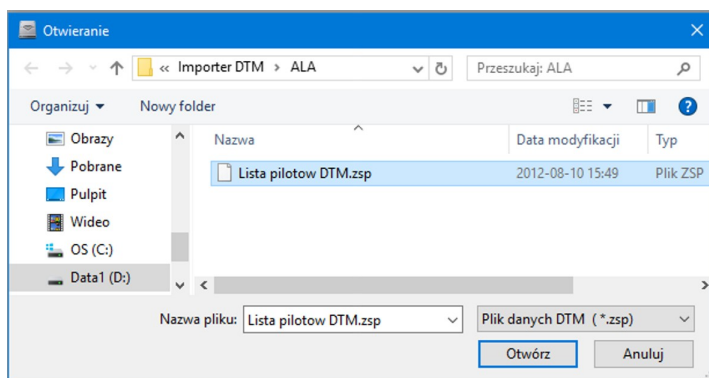 Otwieranie
« Importer DTM > ALA
Przeszukaj: ALA
Organizuj
Nowy folder
Obrazy
Pobrane
Pulpit
Wideo
OS (C:)
Data1 (D:)
Nazwa Data modyfikacji Typ
Lista pilotow DTM.zsp 2012-08-10 15:49 Plik ZSP
Nazwa pliku: Lista pilotow DTM.zsp Plik danych DTM (*.zsp)
Otwórz Anuluj